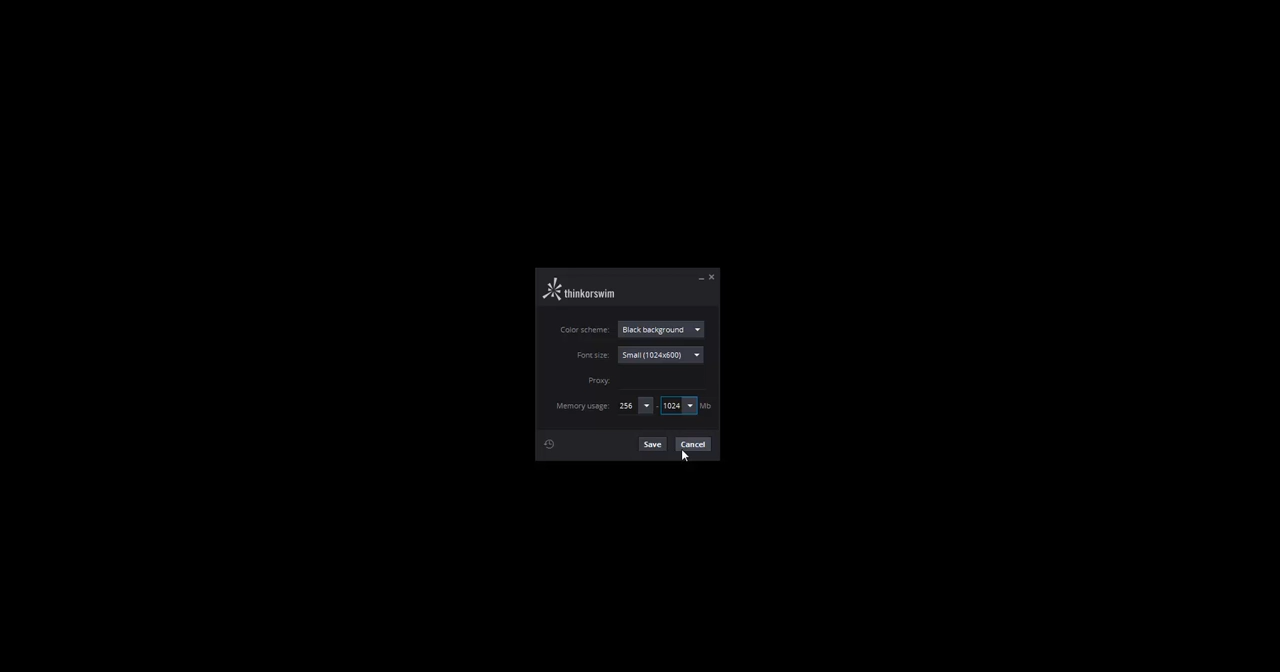 thinkorswim
Color scheme: Black background
Font size: Small (1024x600)
Proxy:
Memory usage: 256 - 1024 Mb
Save Cancel